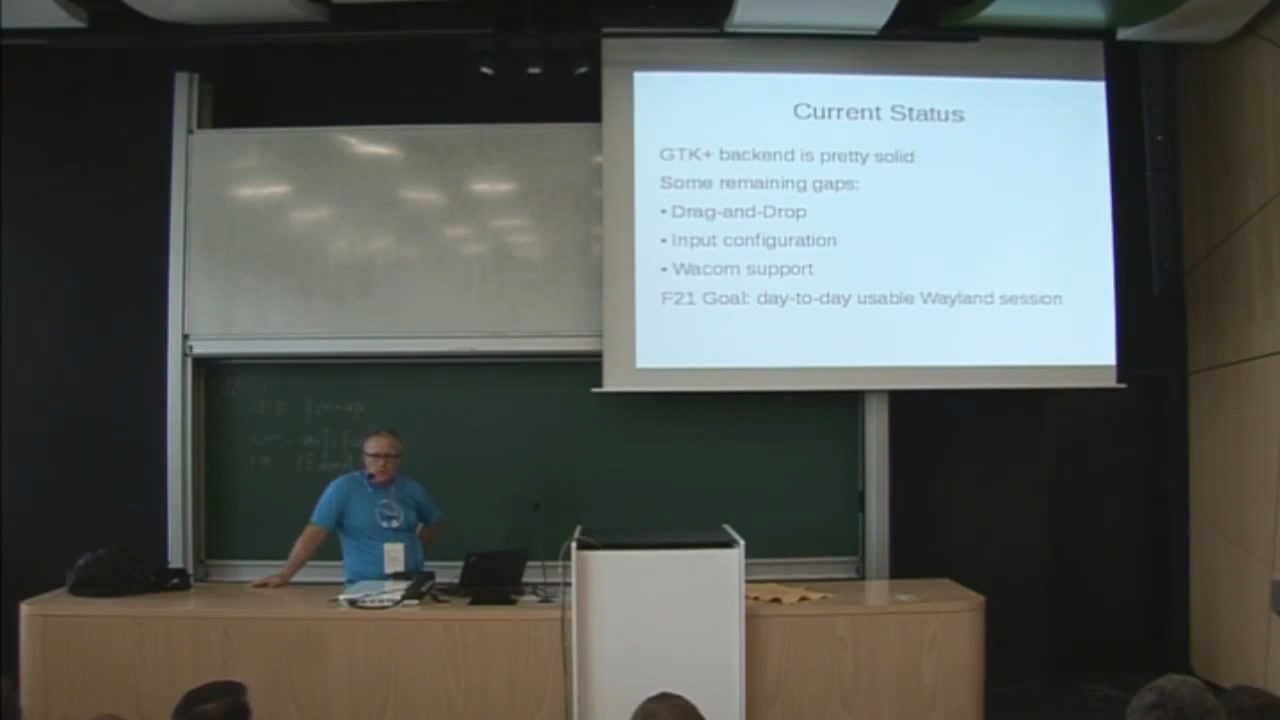 Current Status
GTK+ backend is pretty solid
Some remaining gaps:
• Drag-and-Drop
• Input configuration
• Wacom support
F21 Goal: day-to-day usable Wayland session